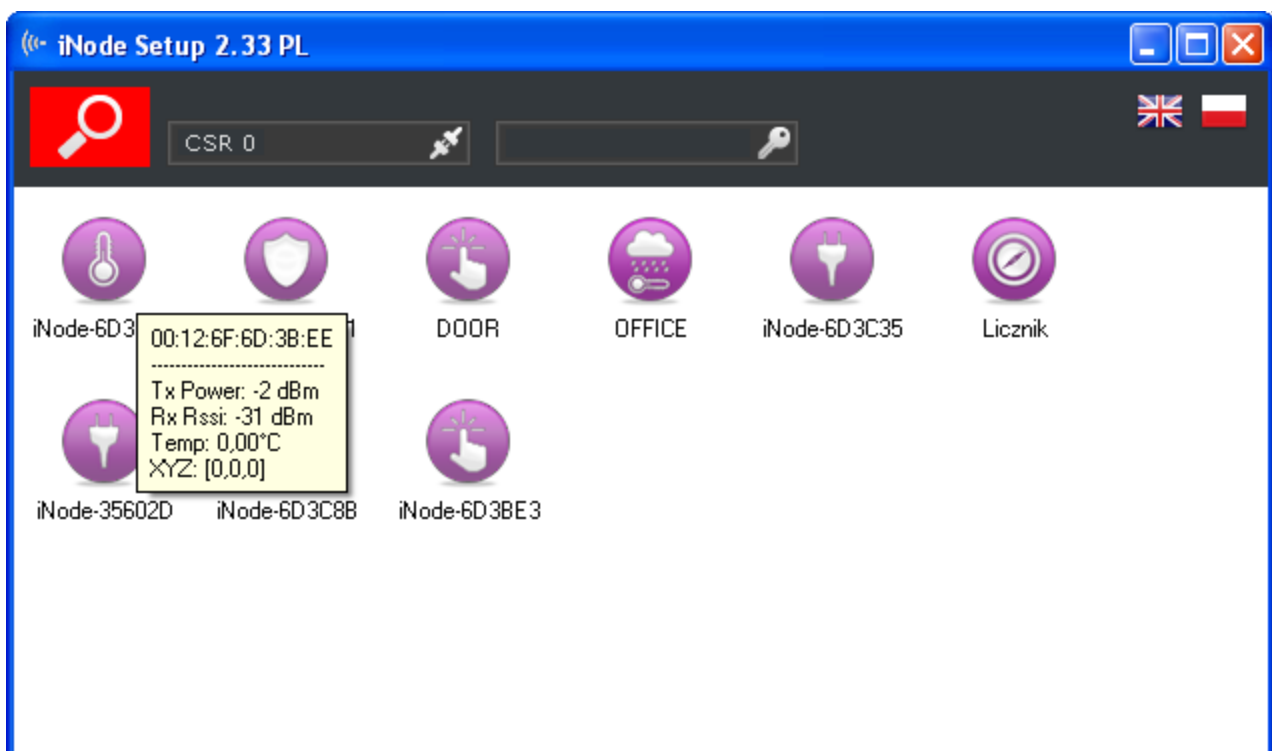 iNode Setup 2.33 PL
CSR 0
iNode-6D3
1
DOOR
OFFICE
iNode-6D3C35
Licznik
00:12:6F:6D:3B:EE
----------------------------
Tx Power: -2 dBm
Rx Rssi: -31 dBm
Temp: 0,00°C
XYZ: [0,0,0]
iNode-35602D
iNode-6D3C8B
iNode-6D3BE3